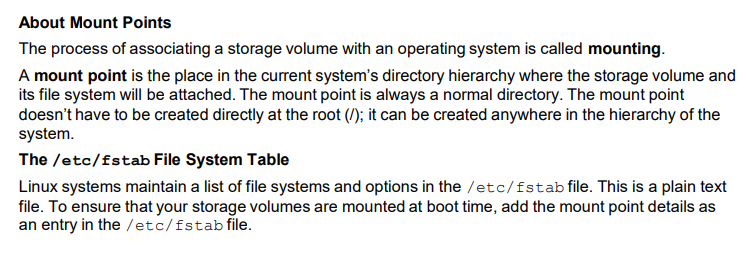 About Mount Points
The process of associating a storage volume with an operating system is called mounting.
A mount point is the place in the current system’s directory hierarchy where the storage volume and
its file system will be attached. The mount point is always a normal directory. The mount point
doesn’t have to be created directly at the root (/); it can be created anywhere in the hierarchy of the
system.
The /etc/fstab File System Table
Linux systems maintain a list of file systems and options in the /etc/fstab file. This is a plain text
file. To ensure that your storage volumes are mounted at boot time, add the mount point details as
an entry in the /etc/fstab file.